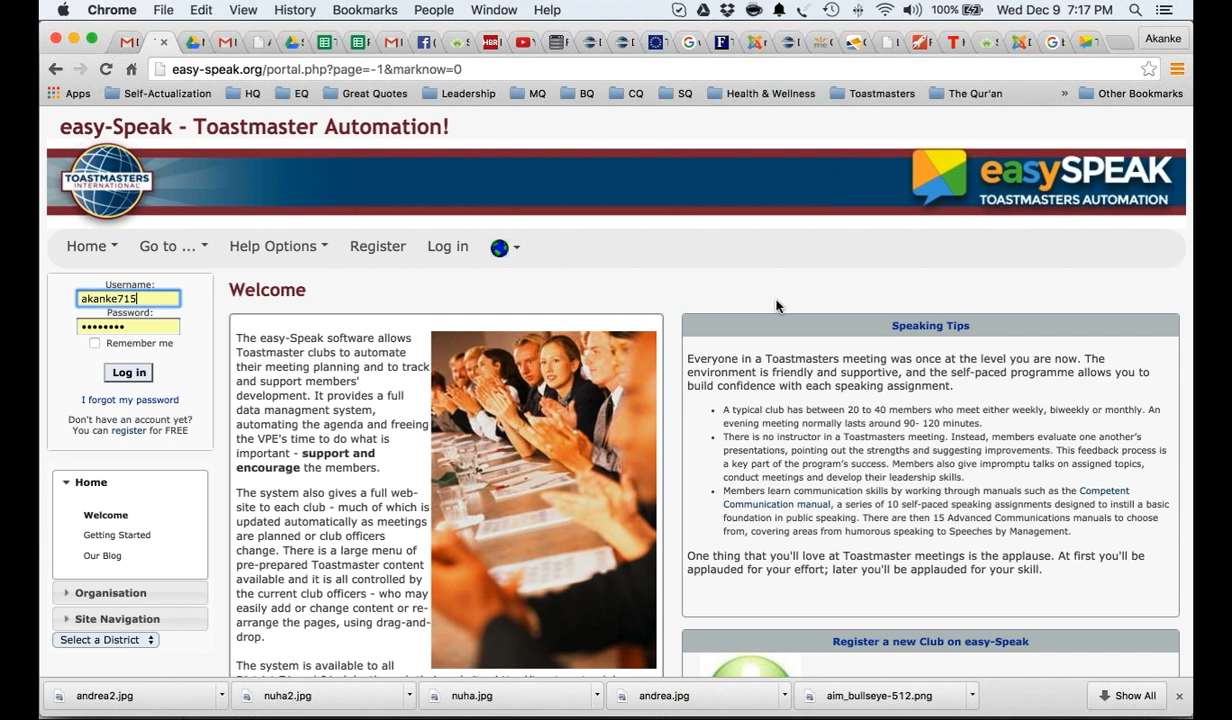 Chrome File Edit View History Bookmarks People Window Help 100% Wed Dec 9 7:17 PM
Akanke
easy-speak.org/portal.php?page=-1&marknow=0
Apps Self-Actualization HQ EQ Great Quotes Leadership MQ BQ CQ SQ Health & Wellness Toastmasters The Qur'an » Other Bookmarks
easy-Speak - Toastmaster Automation!
TOASTMASTERS
INTERNATIONAL
easySPEAK
TOASTMASTERS AUTOMATION
Home Go to ... Help Options Register Log in
Username:
akanke715
Password:
••••••••
Remember me
Log in
I forgot my password
Don't have an account yet?
You can register for FREE
Home
Welcome
Getting Started
Our Blog
Organisation
Site Navigation
Select a District
Welcome
The easy-Speak software allows
Toastmaster clubs to automate
their meeting planning and to track
and support members'
development. It provides a full
data managment system,
automating the agenda and freeing
the VPE's time to do what is
important - support and
encourage the members.
The system also gives a full web-
site to each club - much of which is
updated automatically as meetings
are planned or club officers
change. There is a large menu of
pre-prepared Toastmaster content
available and it is all controlled by
the current club officers - who may
easily add or change content or re-
arrange the pages, using drag-and-
drop.
The system is available to all
Speaking Tips
Everyone in a Toastmasters meeting was once at the level you are now. The
environment is friendly and supportive, and the self-paced programme allows you to
build confidence with each speaking assignment.
• A typical club has between 20 to 40 members who meet either weekly, biweekly or monthly. An
evening meeting normally lasts around 90- 120 minutes.
• There is no instructor in a Toastmasters meeting. Instead, members evaluate one another's
presentations, pointing out the strengths and suggesting improvements. This feedback process is
a key part of the program's success. Members also give impromptu talks on assigned topics,
conduct meetings and develop their leadership skills.
• Members learn communication skills by working through manuals such as the Competent
Communication manual, a series of 10 self-paced speaking assignments designed to instill a basic
foundation in public speaking. There are then 15 Advanced Communications manuals to choose
from, covering areas from humorous speaking to Speeches by Management.
One thing that you'll love at Toastmaster meetings is the applause. At first you'll be
applauded for your effort; later you'll be applauded for your skill.
Register a new Club on easy-Speak
andrea2.jpg nuha2.jpg nuha.jpg andrea.jpg aim_bullseye-512.png Show All